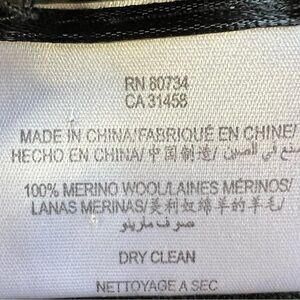 RN 80734
CA 31458
MADE IN CHINA/FABRIQUÉ EN CHINE/
HECHO EN CHINA/中国制造/ صنع في الصين
100% MERINO WOOL/LAINES MÉRINOS/
LANAS MERINAS/美利奴綿羊的羊毛/
صوف مارينو
DRY CLEAN
NETTOYAGE A SEC